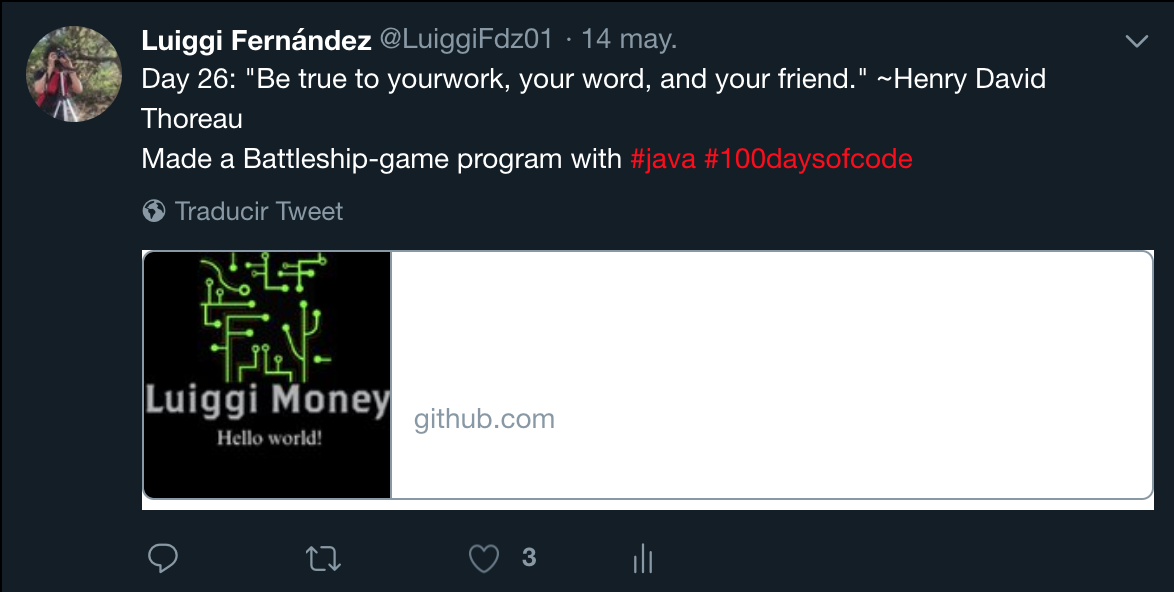 Luiggi Fernández @LuiggiFdz01 · 14 may.
Day 26: "Be true to yourwork, your word, and your friend." ~Henry David
Thoreau
Made a Battleship-game program with #java #100daysofcode
Traducir Tweet
Luiggi Money
Hello world!
github.com
3